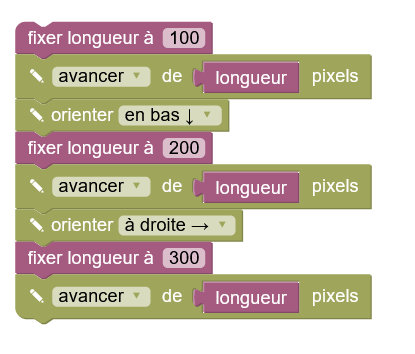 fixer longueur à 100
avancer ▼ de longueur pixels
orienter en bas ↓ ▼
fixer longueur à 200
avancer ▼ de longueur pixels
orienter à droite → ▼
fixer longueur à 300
avancer ▼ de longueur pixels